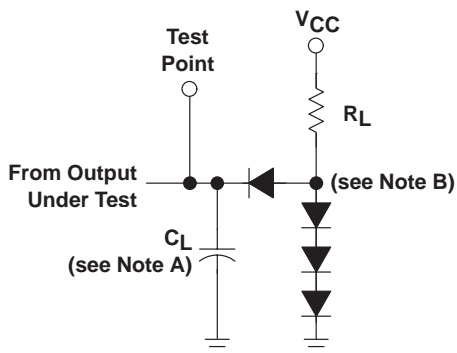 Test
Point
VCC
RL
From Output
Under Test
(see Note B)
CL
(see Note A)